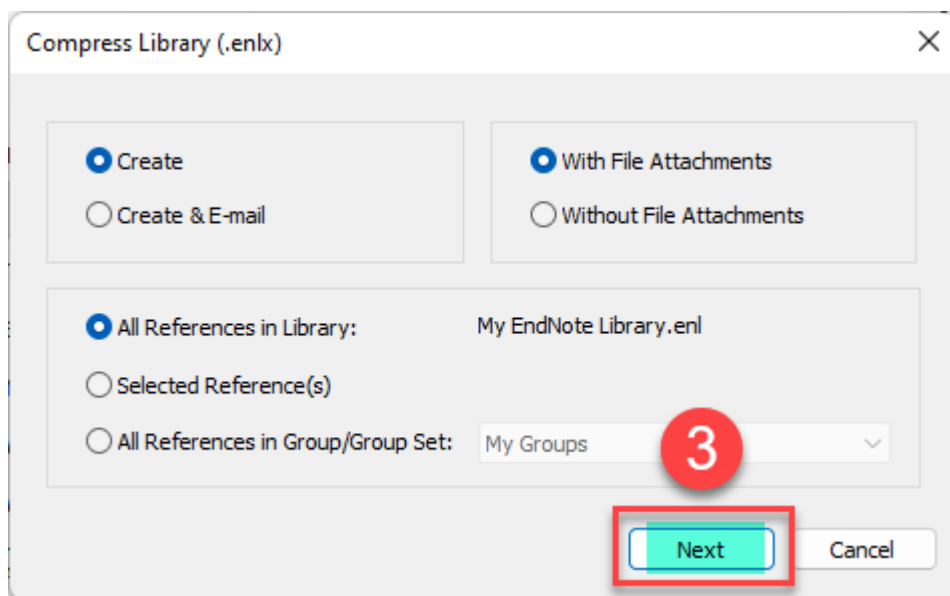 Compress Library (.enlx)
Create
Create & E-mail
With File Attachments
Without File Attachments
All References in Library: My EndNote Library.enl
Selected Reference(s)
All References in Group/Group Set: My Groups
3
Next Cancel